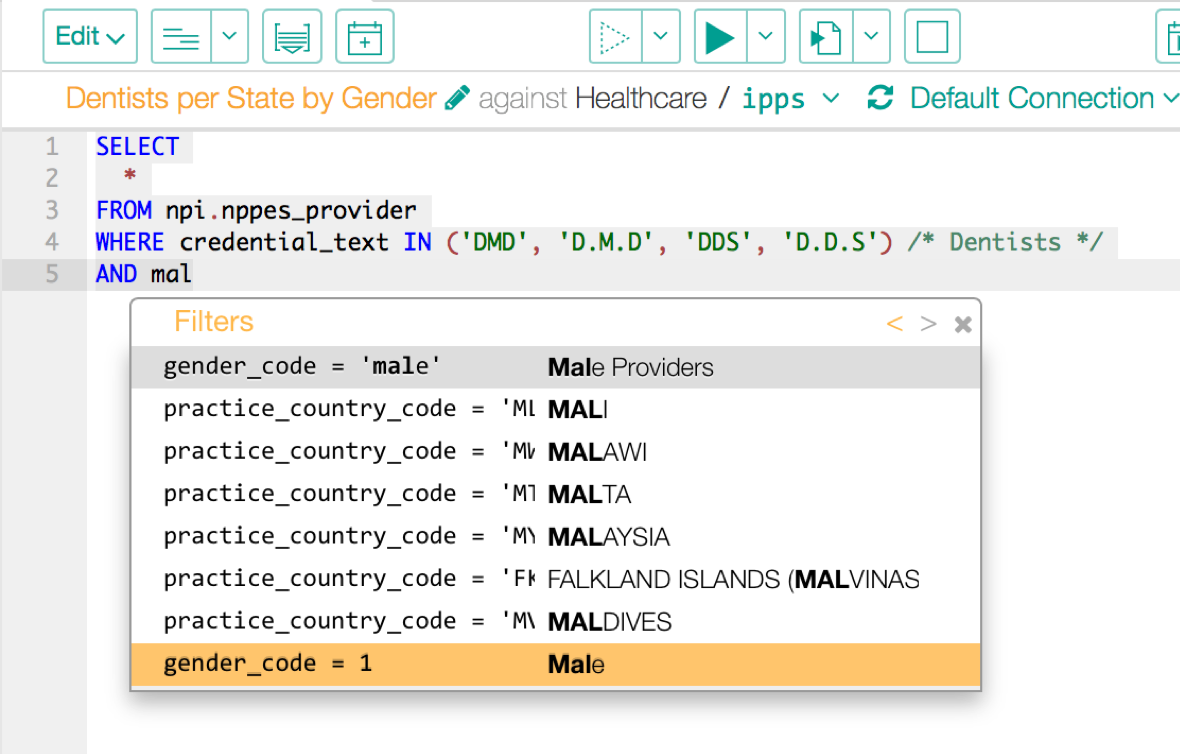 Edit
Dentists per State by Gender against Healthcare / ipps Default Connection
1 SELECT
2 *
3 FROM npi.nppes_provider
4 WHERE credential_text IN ('DMD', 'D.M.D', 'DDS', 'D.D.S') /* Dentists */
5 AND mal
Filters < >
gender_code = 'male' Male Providers
practice_country_code = 'ML MALI
practice_country_code = 'MW MALAWI
practice_country_code = 'MT MALTA
practice_country_code = 'MY MALAYSIA
practice_country_code = 'FK FALKLAND ISLANDS (MALVINAS
practice_country_code = 'MV MALDIVES
gender_code = 1 Male